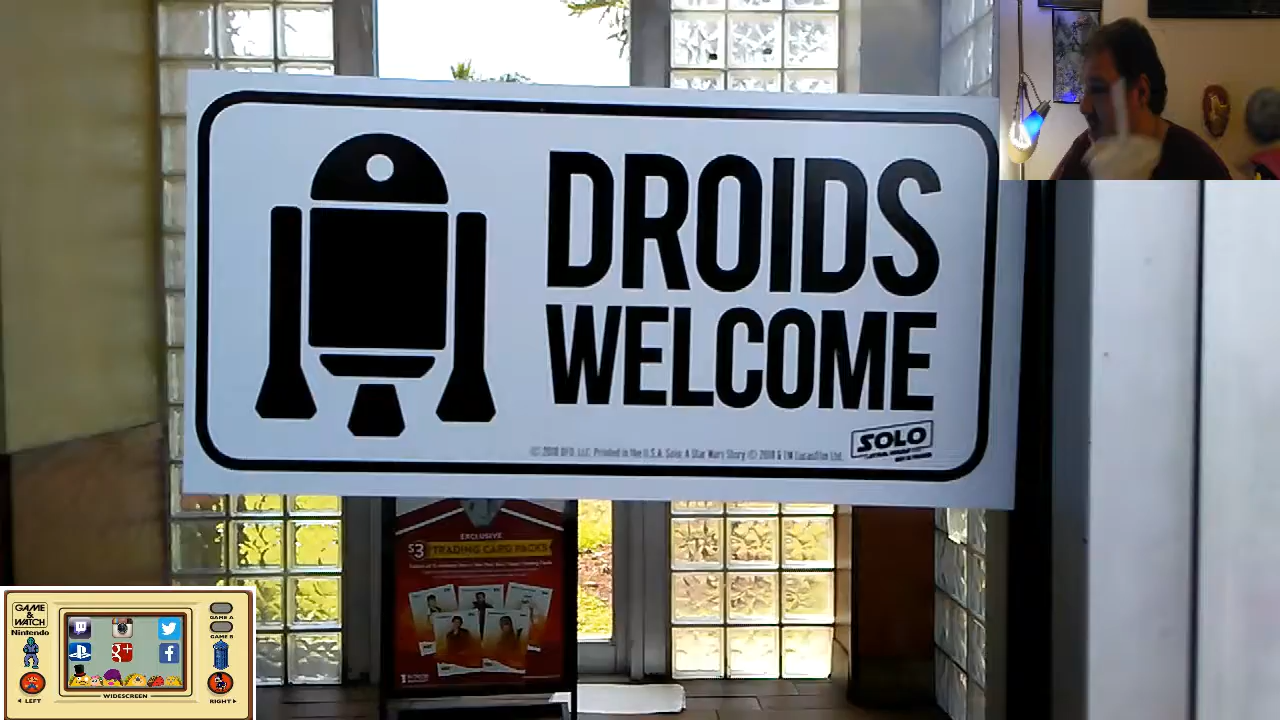 DROIDS
WELCOME
SOLO
EXCLUSIVE
$3 TRADING CARD PACKS
GAME
&
WATCH
Nintendo
GAME A
GAME B
WIDESCREEN
◄ LEFT
RIGHT ►